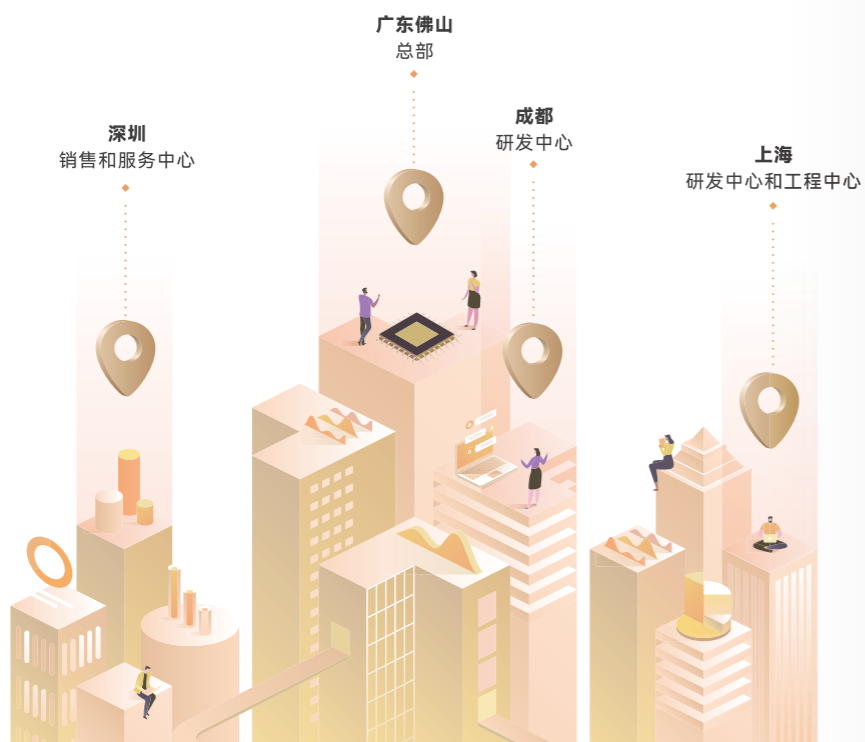 广东佛山
总部
深圳
销售和服务中心
成都
研发中心
上海
研发中心和工程中心